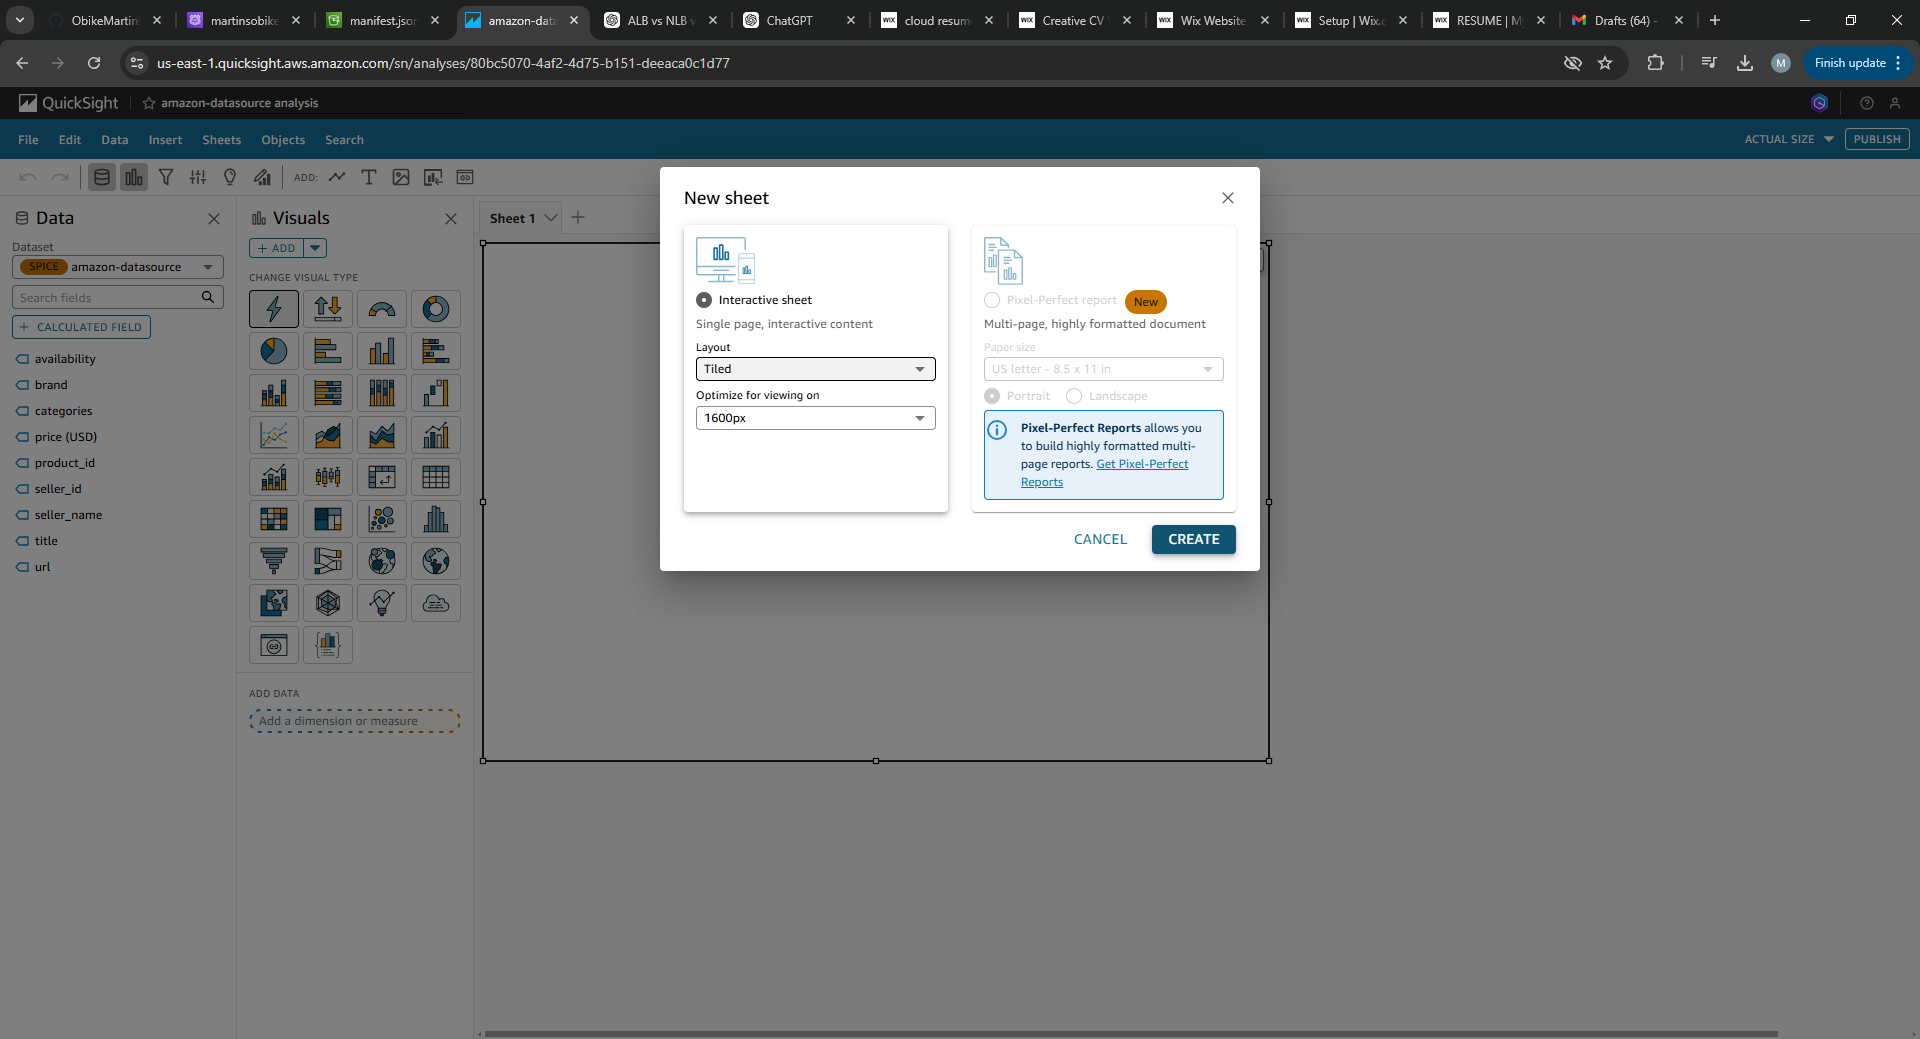 ObikeMartin
martinsobike
manifest.json
amazon-data
ALB vs NLB v
ChatGPT
cloud resum
Creative CV
Wix Website
Setup | Wix.c
RESUME | M
Drafts (64) -
us-east-1.quicksight.aws.amazon.com/sn/analyses/80bc5070-4af2-4d75-b151-deeaca0c1d77
M
Finish update
QuickSight
amazon-datasource analysis
File
Edit
Data
Insert
Sheets
Objects
Search
ACTUAL SIZE
PUBLISH
ADD:
Data
Dataset
SPICE amazon-datasource
Search fields
+ CALCULATED FIELD
availability
brand
categories
price (USD)
product_id
seller_id
seller_name
title
url
Visuals
+ ADD
CHANGE VISUAL TYPE
ADD DATA
Add a dimension or measure
Sheet 1
New sheet
Interactive sheet
Single page, interactive content
Layout
Tiled
Optimize for viewing on
1600px
Pixel-Perfect report New
Multi-page, highly formatted document
Paper size
US letter - 8.5 x 11 in
Portrait
Landscape
Pixel-Perfect Reports allows you
to build highly formatted multi-
page reports. Get Pixel-Perfect
Reports
CANCEL
CREATE